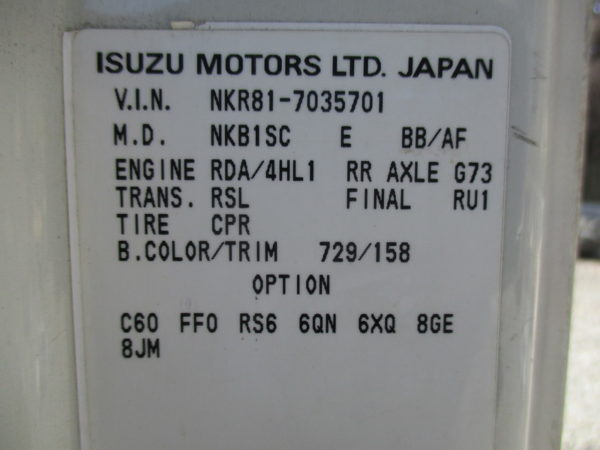 ISUZU MOTORS LTD. JAPAN
V.I.N. NKR81-7035701
M.D. NKB1SC E BB/AF
ENGINE RDA/4HL1 RR AXLE G73
TRANS. RSL FINAL RU1
TIRE CPR
B.COLOR/TRIM 729/158
OPTION
C60 FF0 RS6 6QN 6XQ 8GE
8JM